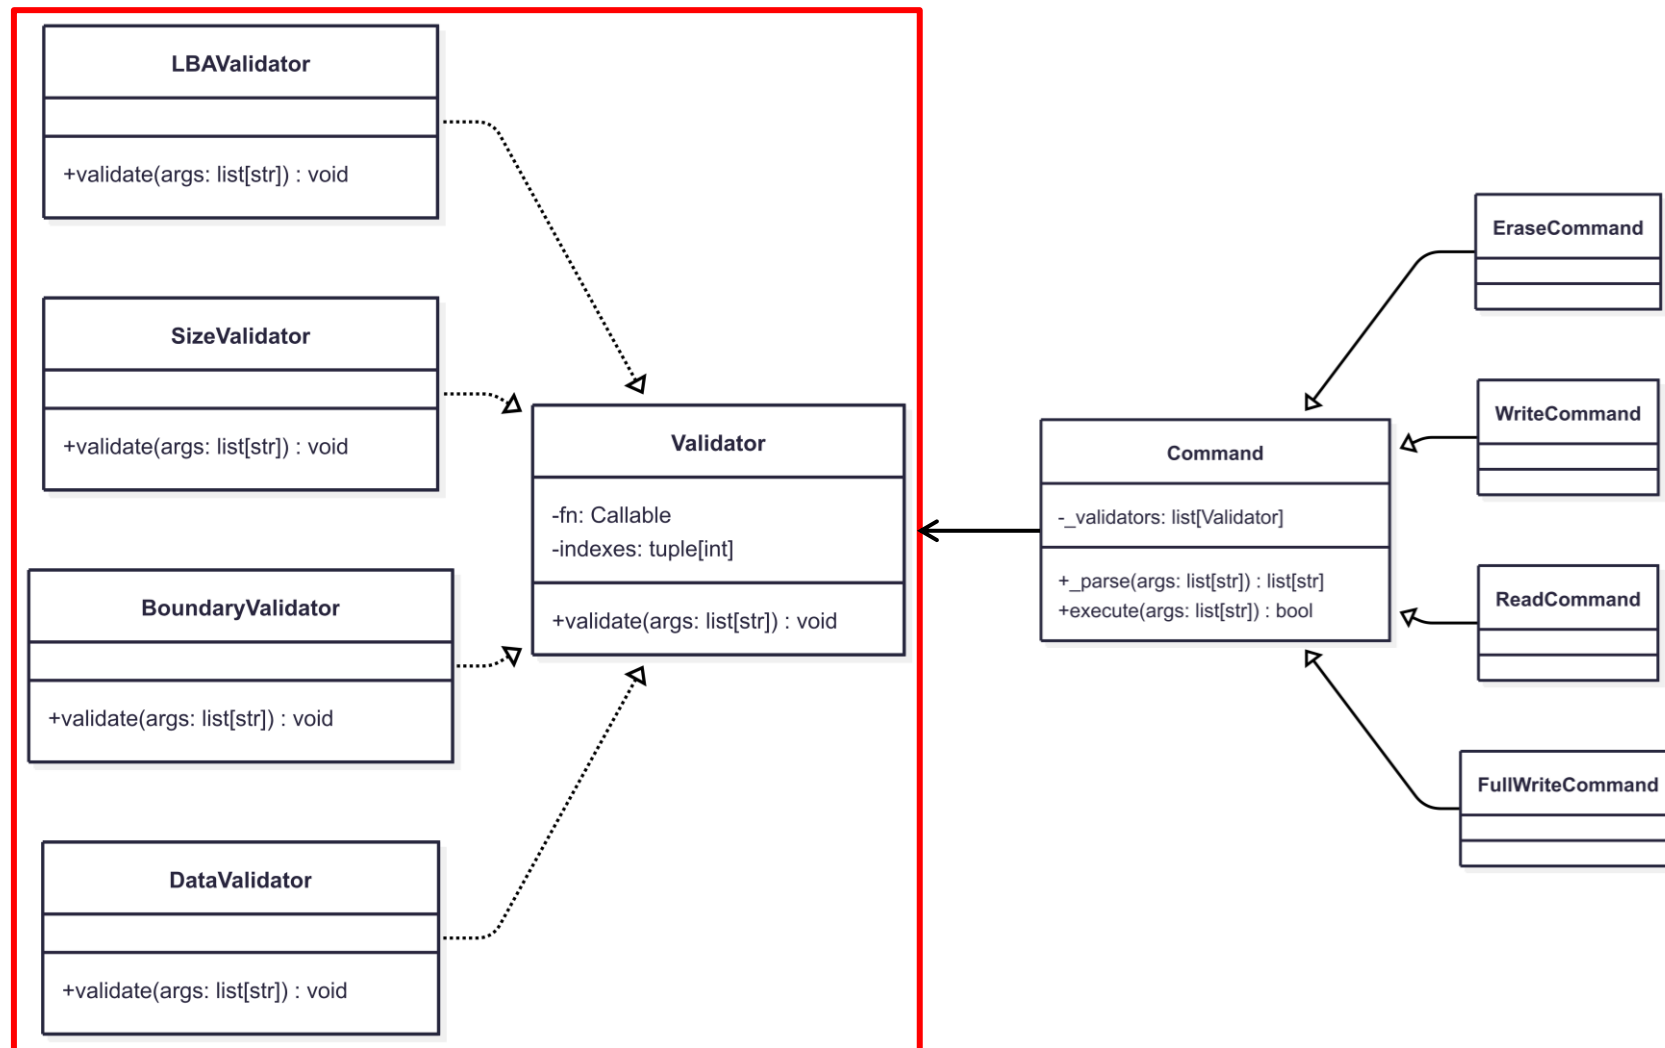 LBAValidator
+validate(args: list[str]) : void
SizeValidator
+validate(args: list[str]) : void
BoundaryValidator
+validate(args: list[str]) : void
DataValidator
+validate(args: list[str]) : void
Validator
-fn: Callable
-indexes: tuple[int]
+validate(args: list[str]) : void
Command
-_validators: list[Validator]
+_parse(args: list[str]) : list[str]
+execute(args: list[str]) : bool
EraseCommand
WriteCommand
ReadCommand
FullWriteCommand